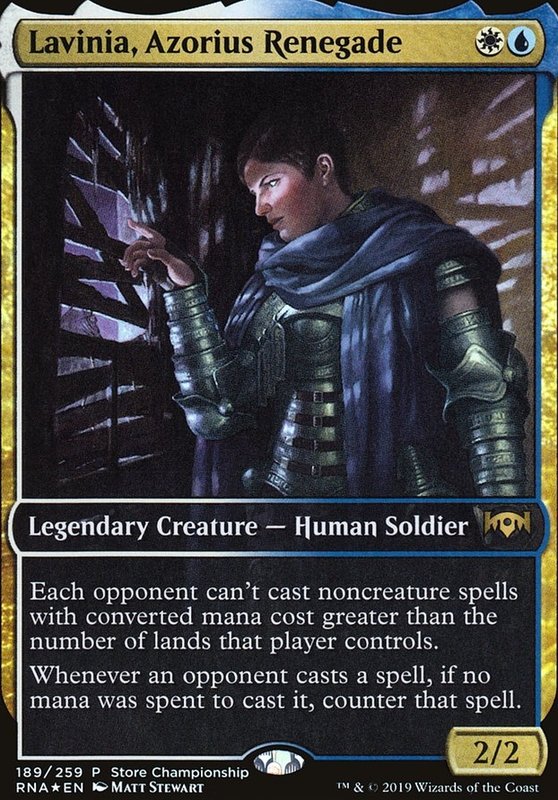 Lavinia, Azorius Renegade
Legendary Creature — Human Soldier
Each opponent can't cast noncreature spells
with converted mana cost greater than the
number of lands that player controls.
Whenever an opponent casts a spell, if no
mana was spent to cast it, counter that spell.
2/2
189/259 P Store Championship
RNA★EN Matt Stewart
™ & © 2019 Wizards of the Coast